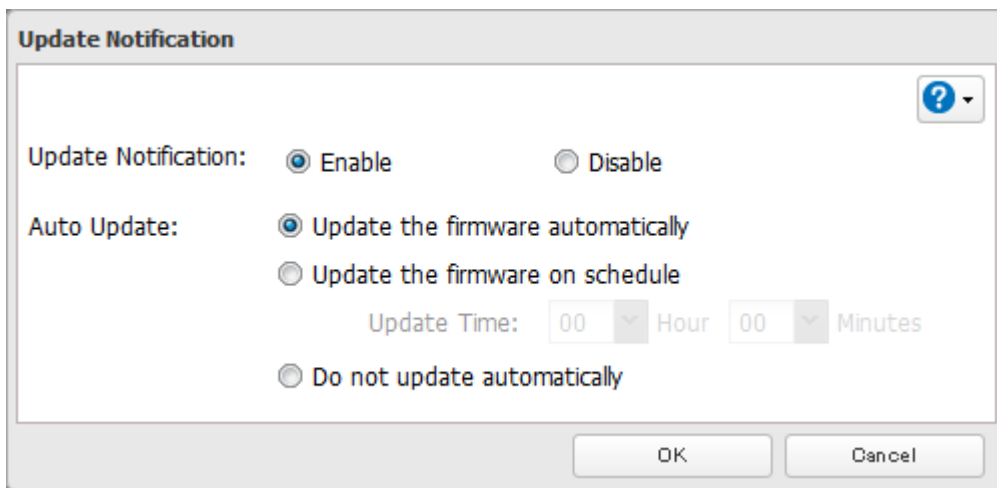 Update Notification
?
Update Notification: Enable Disable
Auto Update: Update the firmware automatically
Update the firmware on schedule
Update Time: 00 Hour 00 Minutes
Do not update automatically
OK Cancel